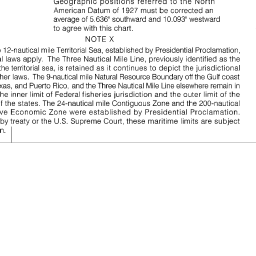 Geographic positions referred to the North
American Datum of 1927 must be corrected an
average of 5.636" southward and 10.093" westward
to agree with this chart.
NOTE X
12-nautical mile Territorial Sea, established by Presidential Proclamation,
al laws apply. The Three Nautical Mile Line, previously identified as the
he territorial sea, is retained as it continues to depict the jurisdictional
her laws. The 9-nautical mile Natural Resource Boundary off the Gulf coast
xas, and Puerto Rico, and the Three Nautical Mile Line elsewhere remain in
he inner limit of Federal fisheries jurisdiction and the outer limit of the
f the states. The 24-nautical mile Contiguous Zone and the 200-nautical
ve Economic Zone were established by Presidential Proclamation.
by treaty or the U.S. Supreme Court, these maritime limits are subject
n.